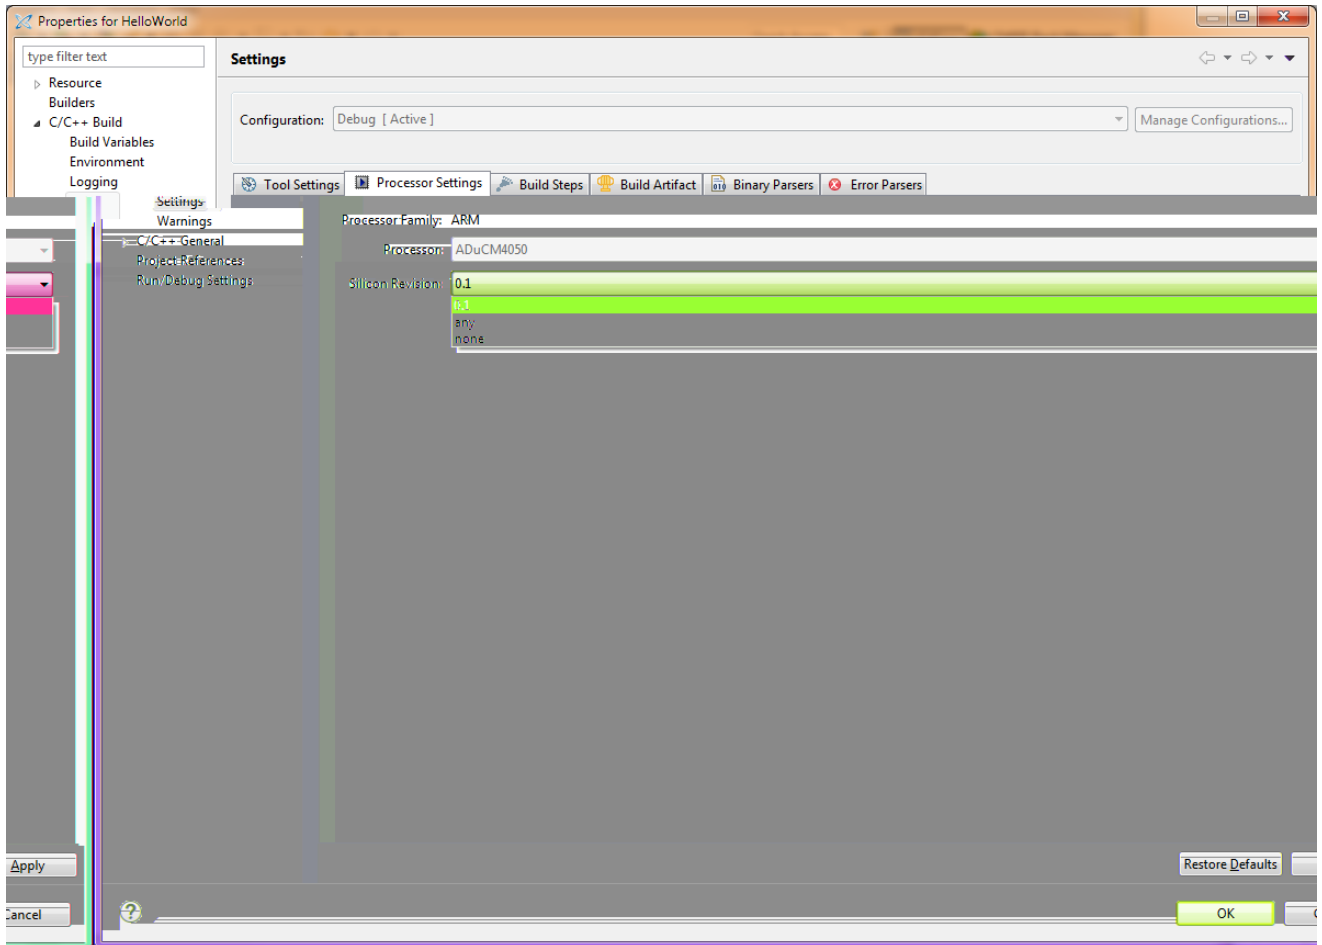 Properties for HelloWorld
type filter text
Settings
Resource
Builders
C/C++ Build
Build Variables
Environment
Logging
Settings
Warnings
C/C++ General
Project References
Run/Debug Settings
Configuration:
Debug [ Active ]
Manage Configurations...
Tool Settings
Processor Settings
Build Steps
Build Artifact
Binary Parsers
Error Parsers
Processor Family: ARM
Processor: ADuCM4050
Silicon Revision: 0.1
0.1
any
none
Apply
Restore Defaults
Cancel
OK